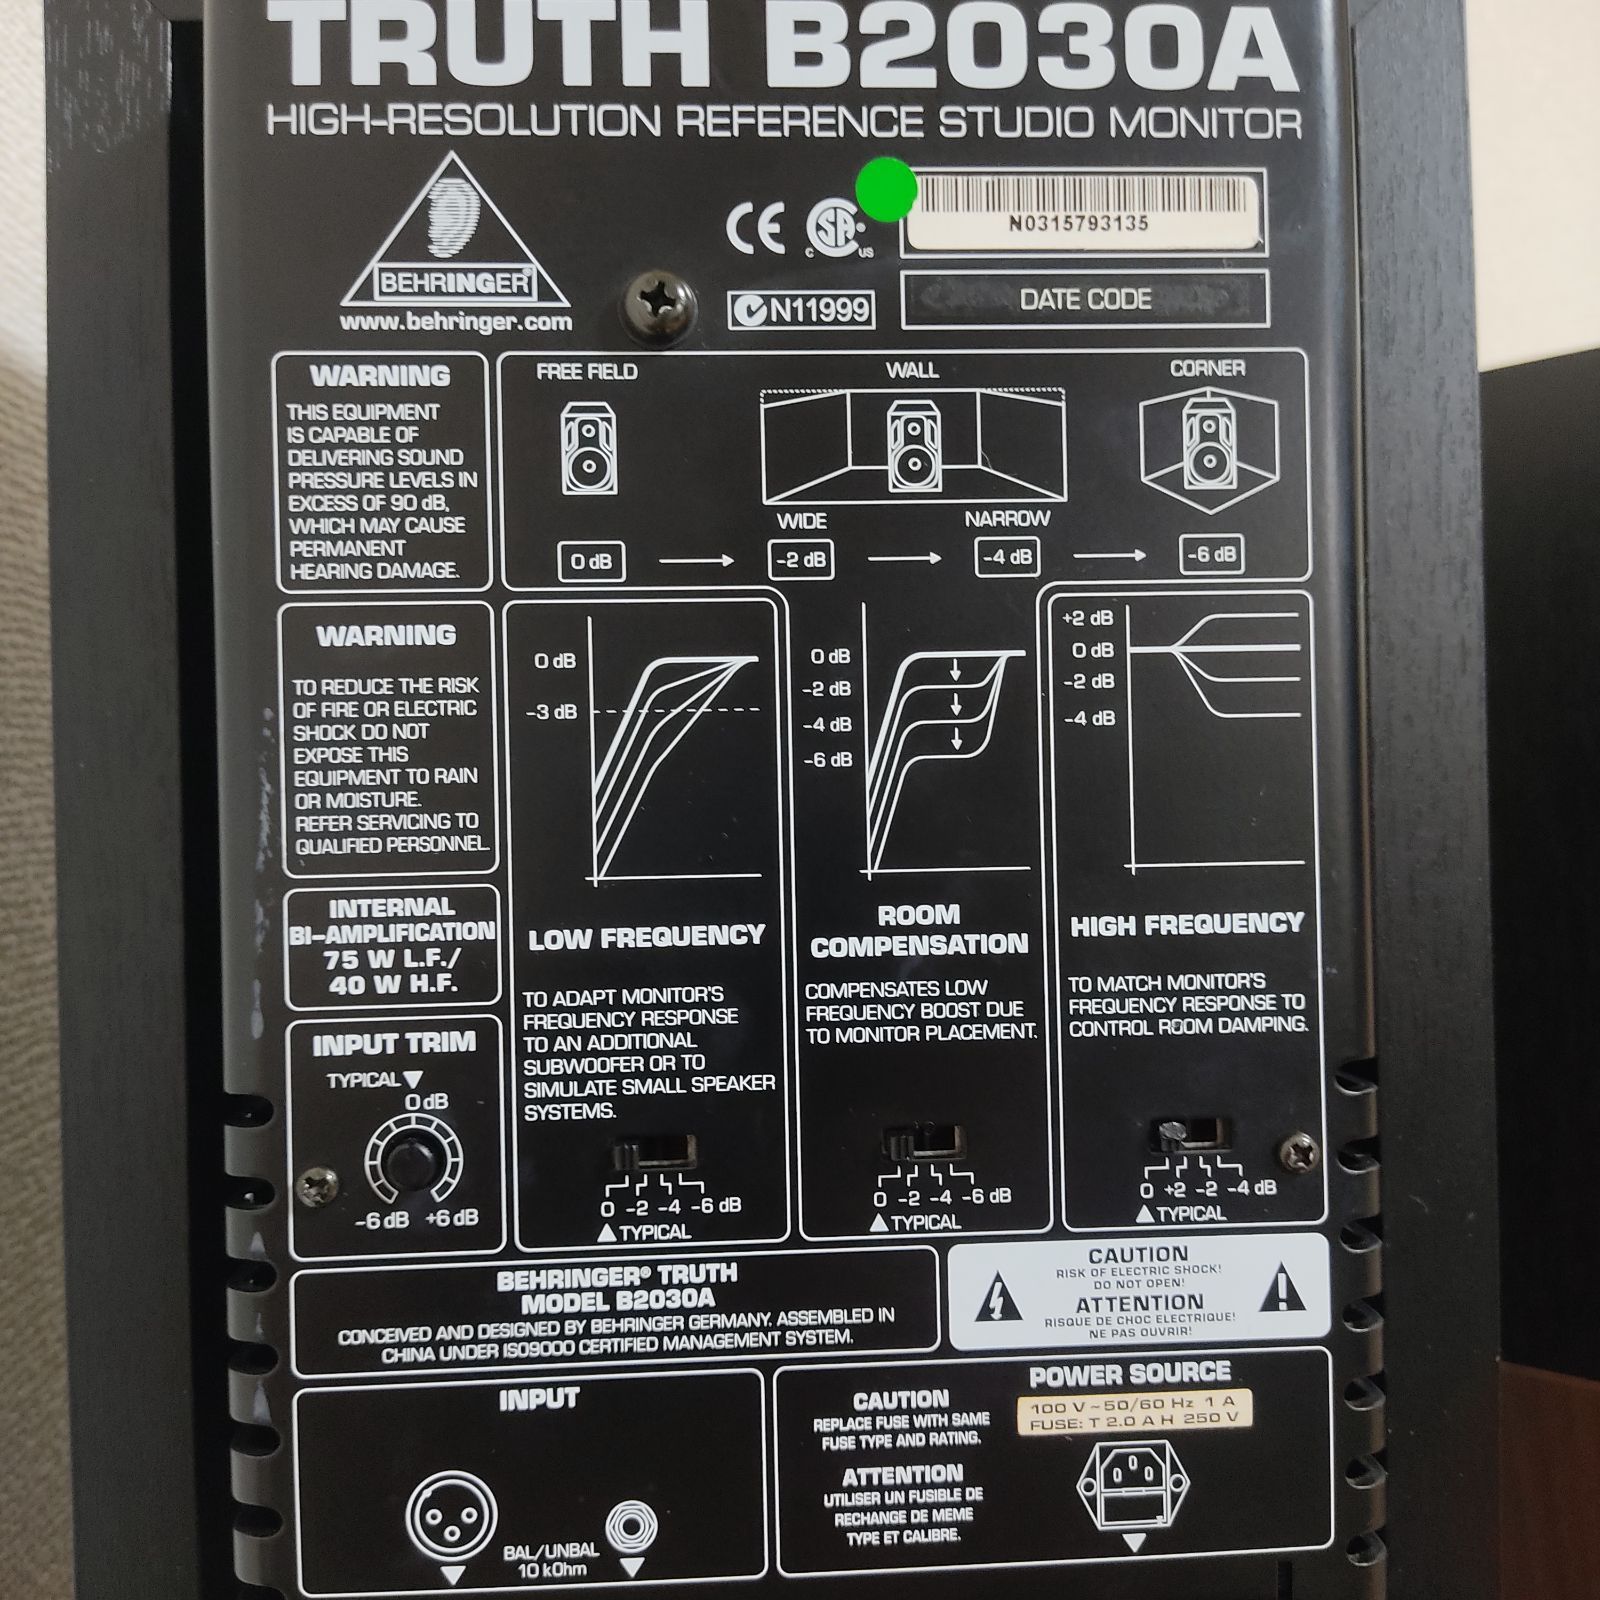 TRUTH B2030A
HIGH-RESOLUTION REFERENCE STUDIO MONITOR
BEHRINGER®
www.behringer.com
CE
C SA® US
N0315793135
N11999
DATE CODE
WARNING
THIS EQUIPMENT
IS CAPABLE OF
DELIVERING SOUND
PRESSURE LEVELS IN
EXCESS OF 90 dB,
WHICH MAY CAUSE
PERMANENT
HEARING DAMAGE.
FREE FIELD
WALL
CORNER
WIDE
NARROW
0 dB
-2 dB
-4 dB
-6 dB
WARNING
TO REDUCE THE RISK
OF FIRE OR ELECTRIC
SHOCK DO NOT
EXPOSE THIS
EQUIPMENT TO RAIN
OR MOISTURE.
REFER SERVICING TO
QUALIFIED PERSONNEL.
INTERNAL
BI-AMPLIFICATION
75 W L.F./
40 W H.F.
INPUT TRIM
TYPICAL
0 dB
-6 dB +6 dB
0 dB
-3 dB
LOW FREQUENCY
TO ADAPT MONITOR'S
FREQUENCY RESPONSE
TO AN ADDITIONAL
SUBWOOFER OR TO
SIMULATE SMALL SPEAKER
SYSTEMS.
0 -2 -4 -6 dB
TYPICAL
0 dB
-2 dB
-4 dB
-6 dB
ROOM
COMPENSATION
COMPENSATES LOW
FREQUENCY BOOST DUE
TO MONITOR PLACEMENT.
0 -2 -4 -6 dB
TYPICAL
+2 dB
0 dB
-2 dB
-4 dB
HIGH FREQUENCY
TO MATCH MONITOR'S
FREQUENCY RESPONSE TO
CONTROL ROOM DAMPING.
0 +2 -2 -4 dB
TYPICAL
BEHRINGER® TRUTH
MODEL B2030A
CONCEIVED AND DESIGNED BY BEHRINGER GERMANY. ASSEMBLED IN
CHINA UNDER ISO9000 CERTIFIED MANAGEMENT SYSTEM.
CAUTION
RISK OF ELECTRIC SHOCK!
DO NOT OPEN!
ATTENTION
RISQUE DE CHOC ELECTRIQUE!
NE PAS OUVRIR!
INPUT
BAL/UNBAL
10 kOhm
CAUTION
REPLACE FUSE WITH SAME
FUSE TYPE AND RATING.
ATTENTION
UTILISER UN FUSIBLE DE
RECHANGE DE MEME
TYPE ET CALIBRE.
POWER SOURCE
100 V~50/60 Hz 1 A
FUSE: T 2.0 A H 250 V